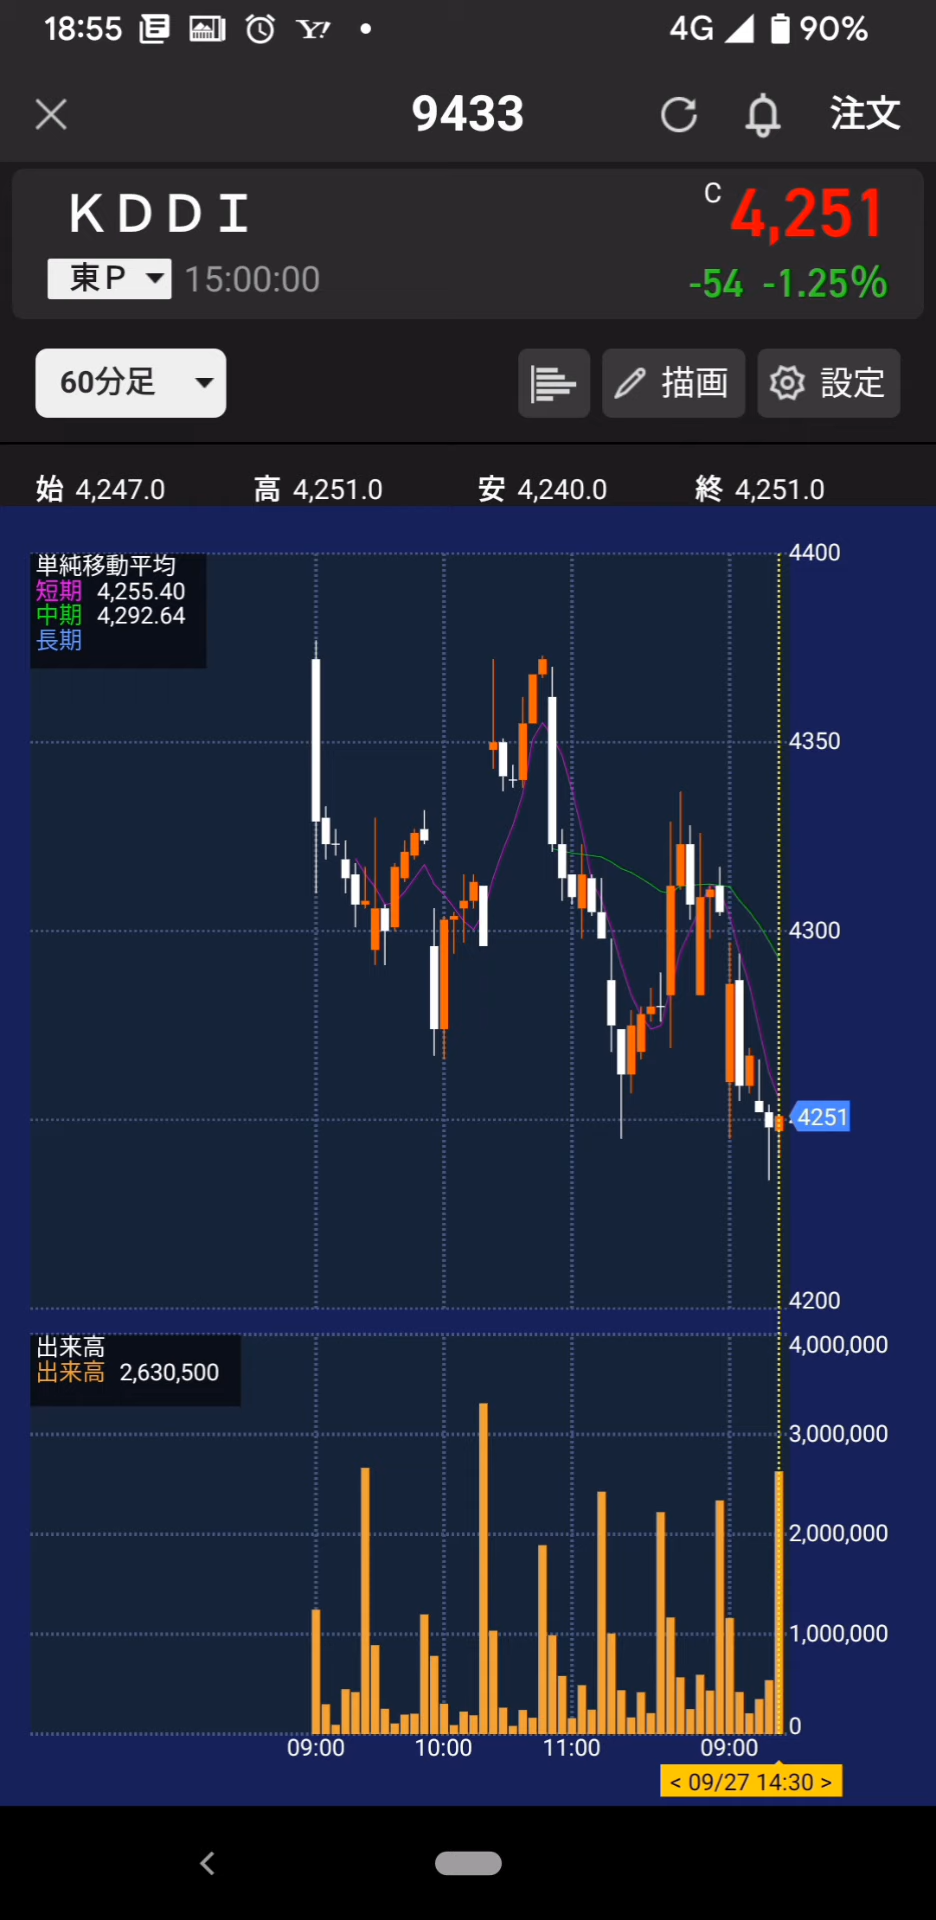 18:55 Y! 4G 90%
9433 注文
ＫＤＤＩ C 4,251
東P 15:00:00 -54 -1.25%
60分足 描画 設定
始 4,247.0 高 4,251.0 安 4,240.0 終 4,251.0
単純移動平均
短期 4,255.40
中期 4,292.64
長期
4400
4350
4300
4251
4200
出来高
出来高 2,630,500
4,000,000
3,000,000
2,000,000
1,000,000
0
09:00 10:00 11:00 09:00
< 09/27 14:30 >